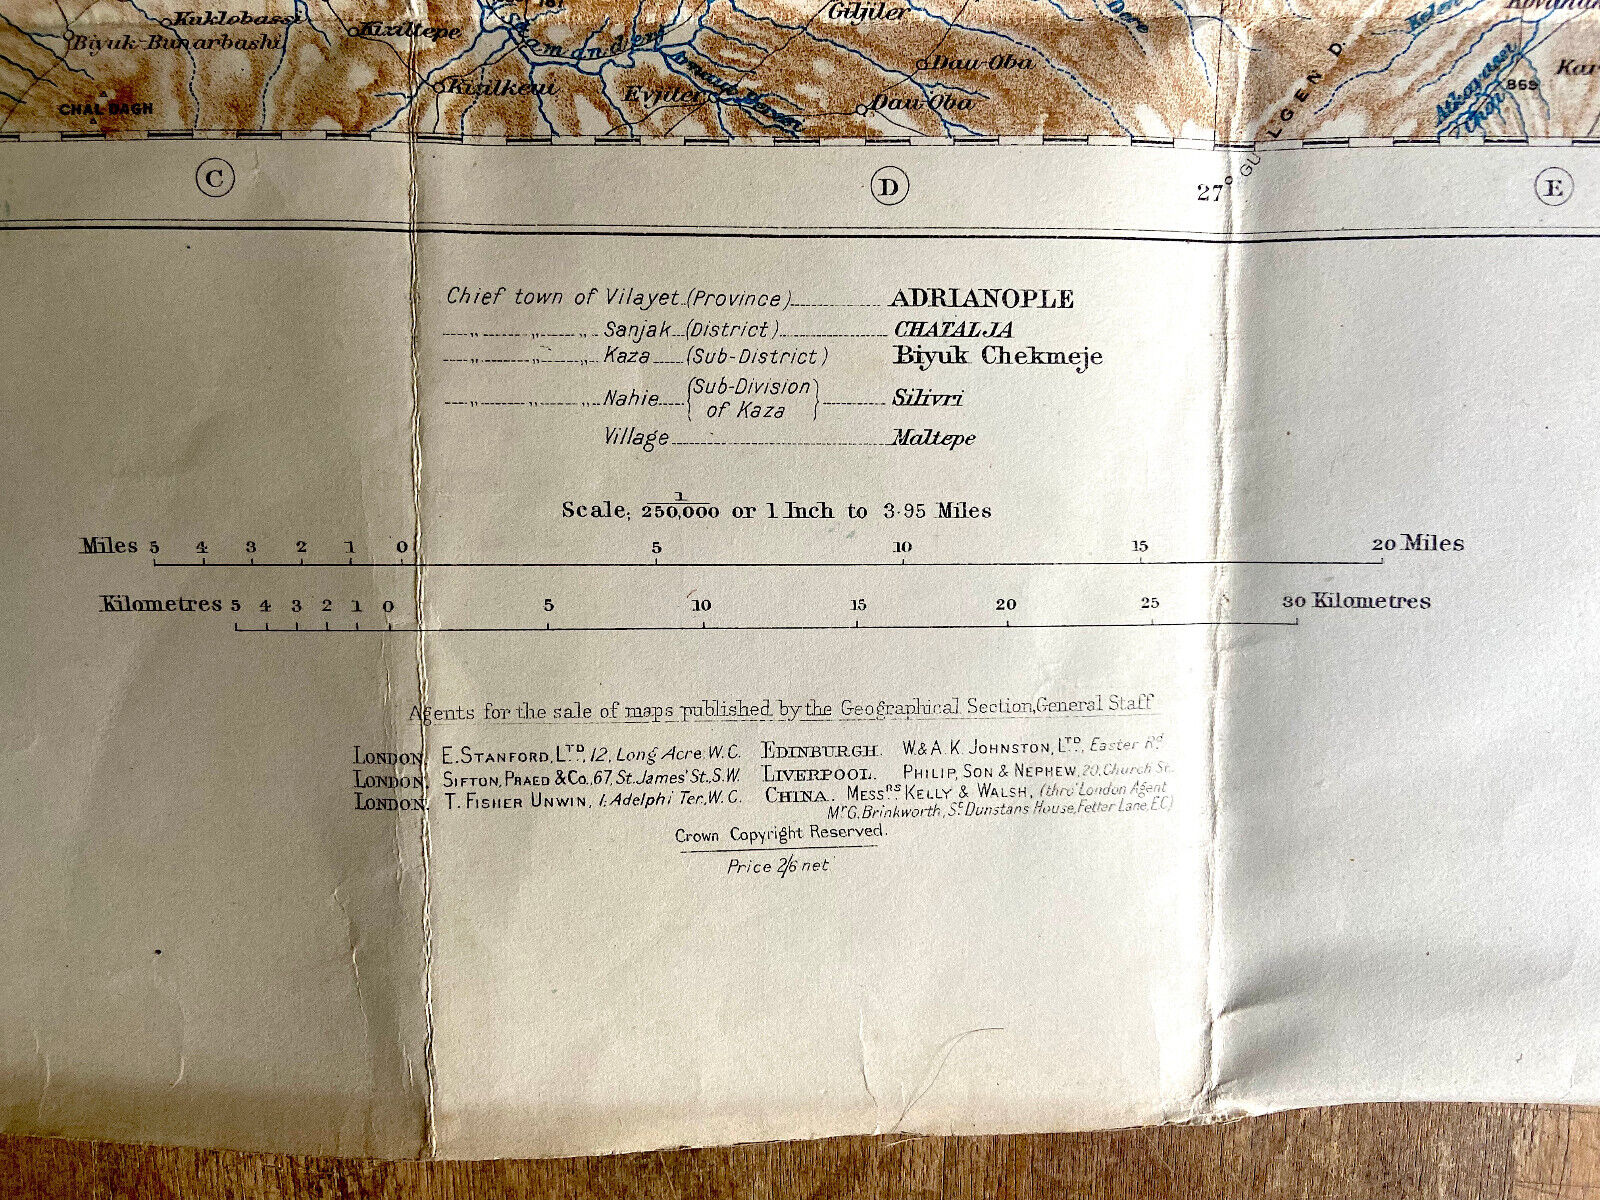 Kuklobassi
Biyuk-Bunarbashi
Kiziltepe
Giljiler
Dere
Kizilkeui
Evjiler
Dau-Oba
Dau-Oba
CHAL DAGH
Kar
869
C
D
27°
E
Chief town of Vilayet (Province) ADRIANOPLE
„ „ „ Sanjak (District) CHATALJA
„ „ „ Kaza (Sub-District) Biyuk Chekmeje
„ „ „ Nahie {Sub-Division of Kaza} Silivri
Village Maltepe
Scale, 1/250,000 or 1 Inch to 3·95 Miles
Miles 5 4 3 2 1 0 5 10 15 20 Miles
Kilometres 5 4 3 2 1 0 5 10 15 20 25 30 Kilometres
Agents for the sale of maps published by the Geographical Section, General Staff
LONDON, E. STANFORD, LTD, 12, Long Acre, W.C. EDINBURGH. W. & A. K. JOHNSTON, LTD, Easter Rd
LONDON, SIFTON, PRAED & Co., 67, St. James' St., S.W. LIVERPOOL. PHILIP, SON & NEPHEW, 20, Church St.
LONDON, T. FISHER UNWIN, 1, Adelphi Ter, W.C. CHINA. MESSRS KELLY & WALSH, (thro' London Agent
Mr G. Brinkworth, St Dunstans House, Fetter Lane, E.C.)
Crown Copyright Reserved.
Price 2/6 net